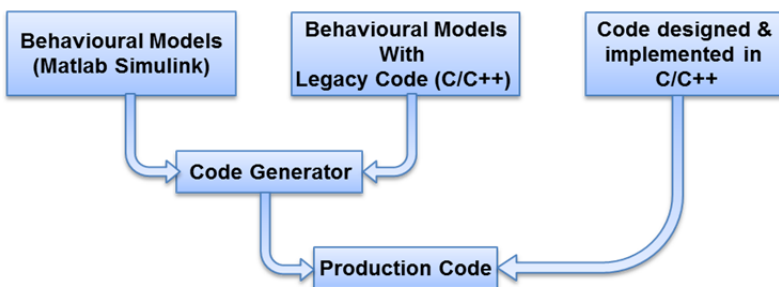 Behavioural Models
(Matlab Simulink)
Behavioural Models
With
Legacy Code (C/C++)
Code designed &
implemented in
C/C++
Code Generator
Production Code